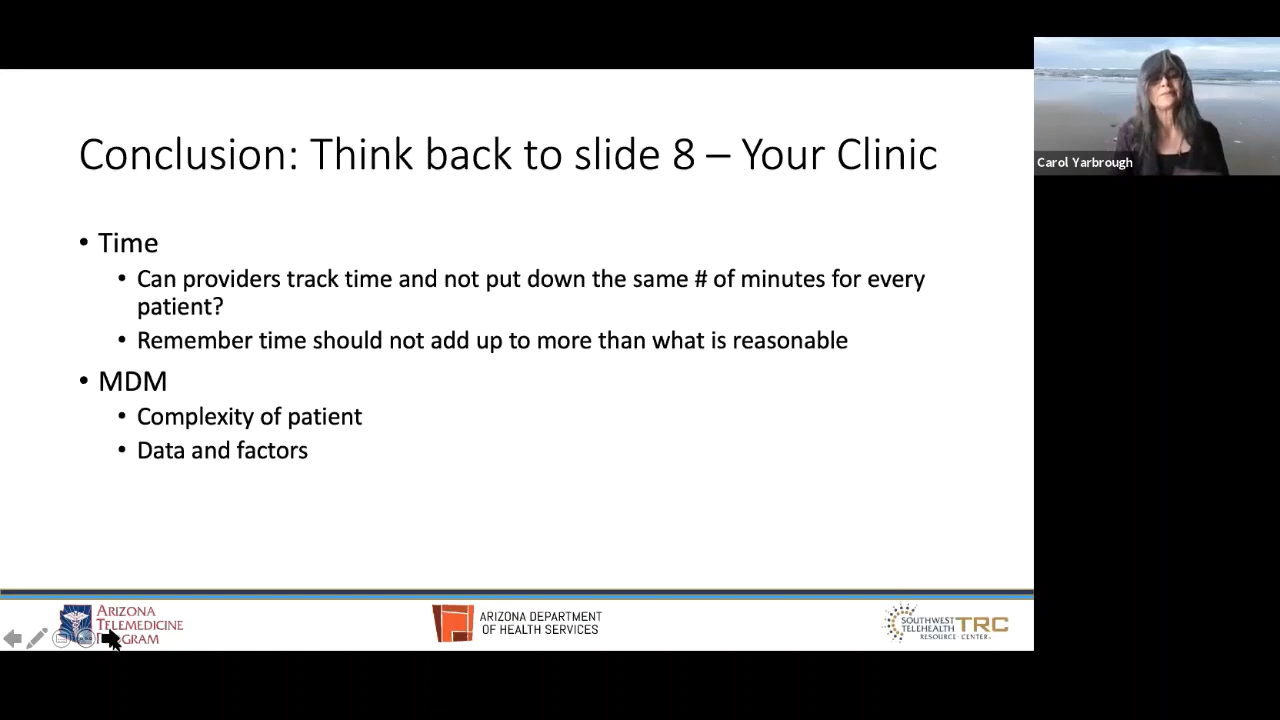 Conclusion: Think back to slide 8 – Your Clinic
Carol Yarbrough
• Time
• Can providers track time and not put down the same # of minutes for every
patient?
• Remember time should not add up to more than what is reasonable
• MDM
• Complexity of patient
• Data and factors
ARIZONA
TELEMEDICINE
PROGRAM
ARIZONA DEPARTMENT
OF HEALTH SERVICES
SOUTHWEST
TELEHEALTH
RESOURCE CENTER
TRC